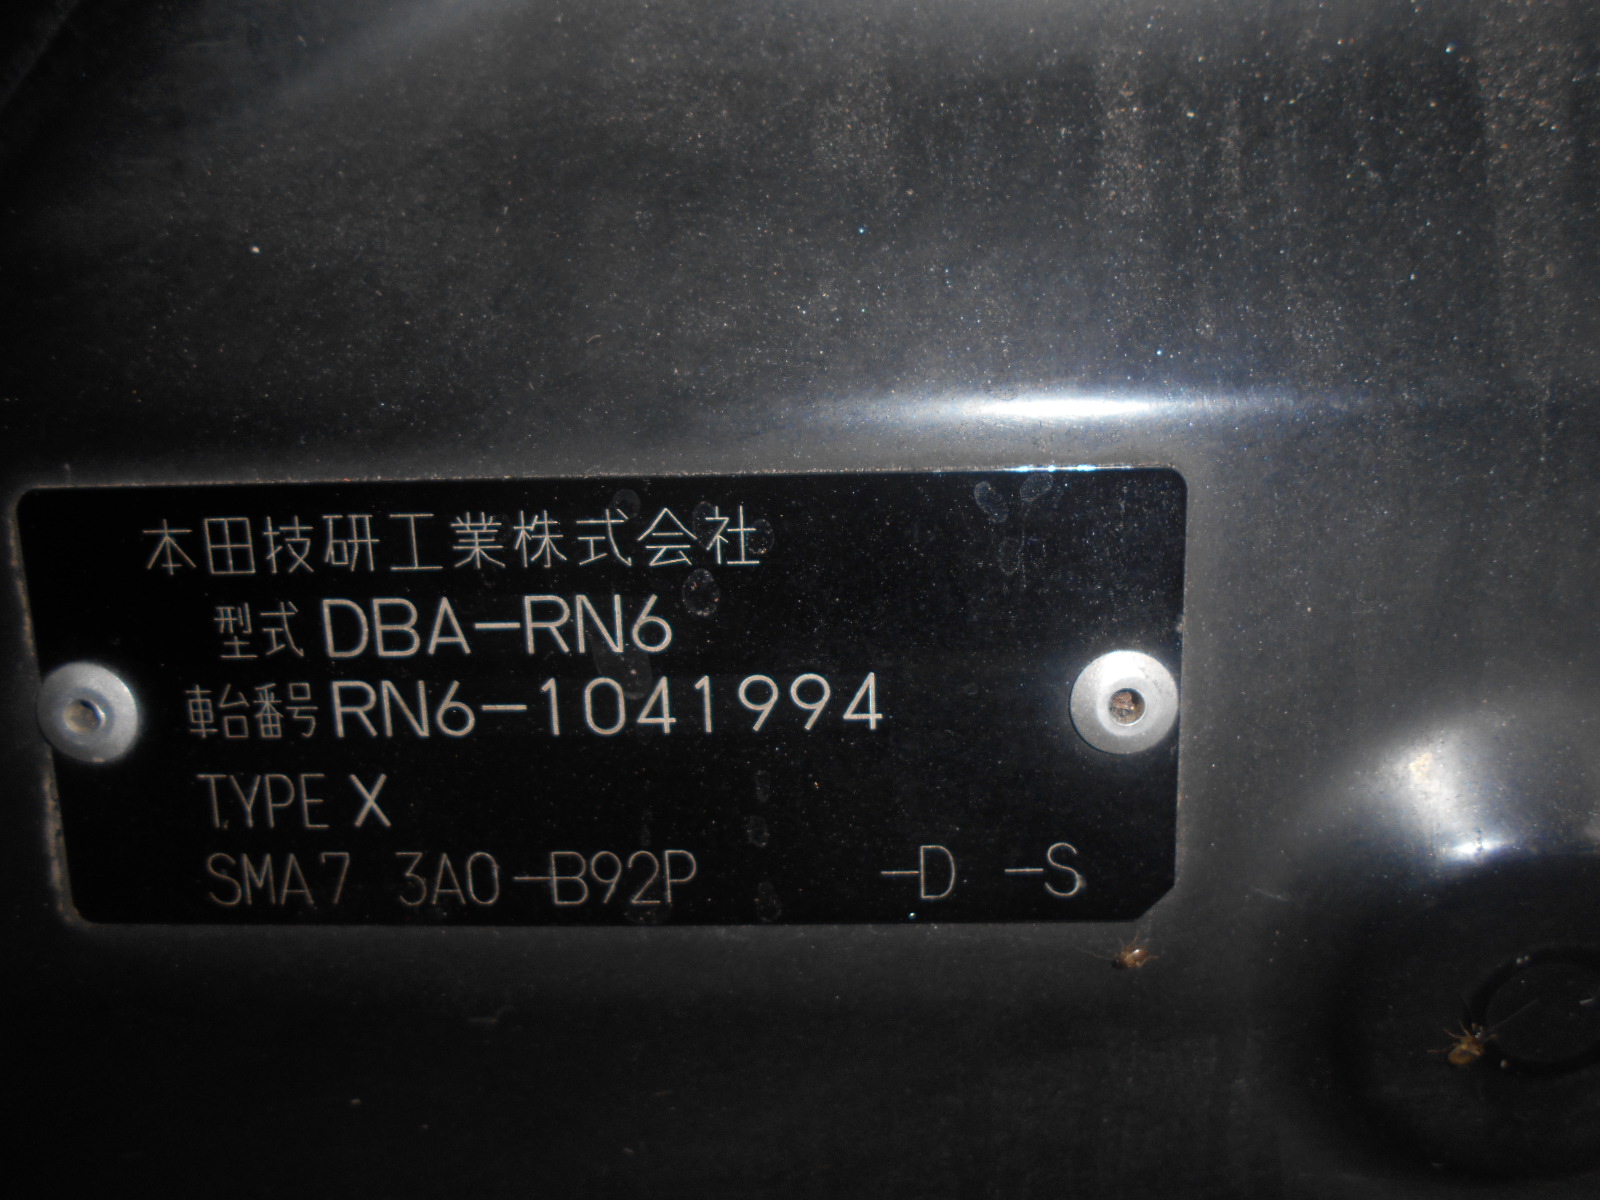 本田技研工業株式会社
型式 DBA-RN6
車台番号 RN6-1041994
TYPE X
SMA7 3A0-B92P -D -S